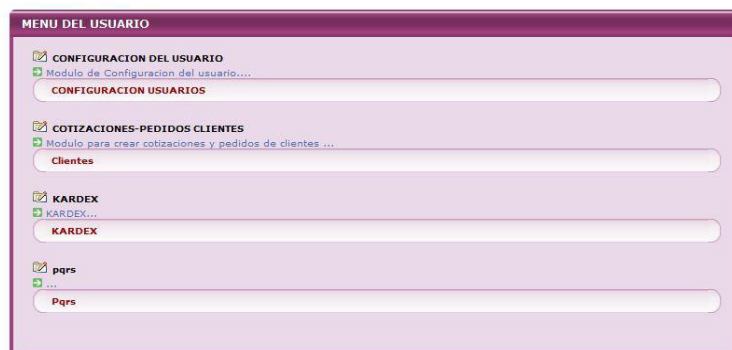 MENU DEL USUARIO
CONFIGURACION DEL USUARIO
Modulo de Configuracion del usuario....
CONFIGURACION USUARIOS
COTIZACIONES-PEDIDOS CLIENTES
Modulo para crear cotizaciones y pedidos de clientes ...
Clientes
KARDEX
KARDEX...
KARDEX
pqrs
...
Pqrs